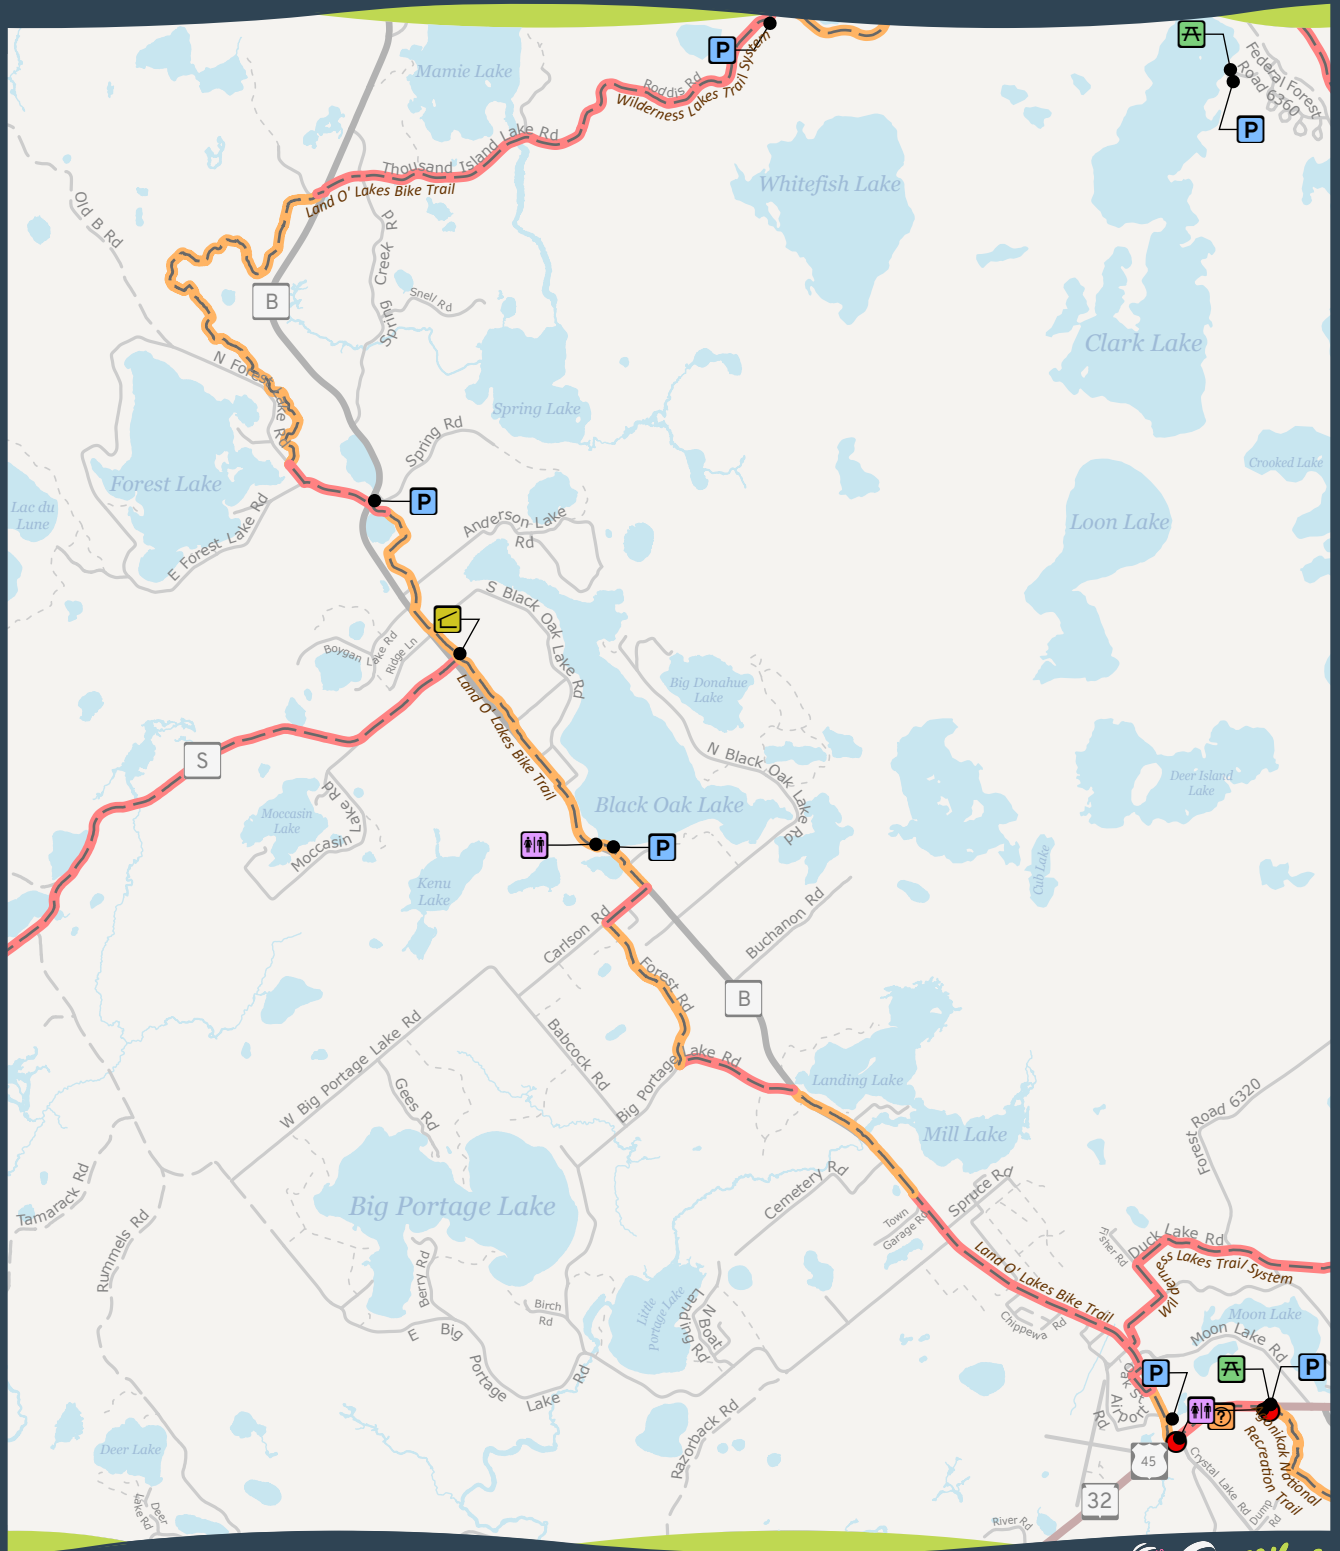 P
Wilderness Lakes Trail System
Roddis Rd
Mamie Lake
Federal Forest
Road 6360
P
Thousand Island Lake Rd
Land O' Lakes Bike Trail
Whitefish Lake
Old B Rd
Spring Creek Rd
B
Snell Rd
Clark Lake
N Forest Lake Rd
Spring Lake
Spring Rd
Crooked Lake
Forest Lake
P
Lac du
Lune
Anderson Lake
Rd
Loon Lake
E Forest Lake Rd
S Black Oak Lake Rd
Boygan Lake Rd
Ridge Ln
Big Donahue
Lake
Land O' Lakes Bike Trail
N Black Oak Lake Rd
S
Deer Island
Lake
Moccasin
Lake
Moccasin Lake Rd
Black Oak Lake
P
Cub Lake
Kenu
Lake
Carlson Rd
Buchanon Rd
Forest Rd
B
W Big Portage Lake Rd
Babcock Rd
Big Portage Lake Rd
Landing Lake
Gees Rd
Mill Lake
Forest Road 6320
Tamarack Rd
Big Portage Lake
Cemetery Rd
Spruce Rd
Town
Garage Rd
Rummels Rd
Berry Rd
Land O' Lakes Bike Trail
Fisher Rd
Duck Lake Rd
Wilderness Lakes Trail System
Birch
Rd
Little
Portage Lake
N Boat
Landing Rd
Chippewa Rd
Moon Lake
Moon Lake Rd
E Big Portage Lake Rd
P
P
?
Airport Rd
Razorback Rd
Deer Lake
Deer
Lake Rd
45
32
Crystal Lake Rd
Dump
Rd
River Rd
National
Recreation Trail